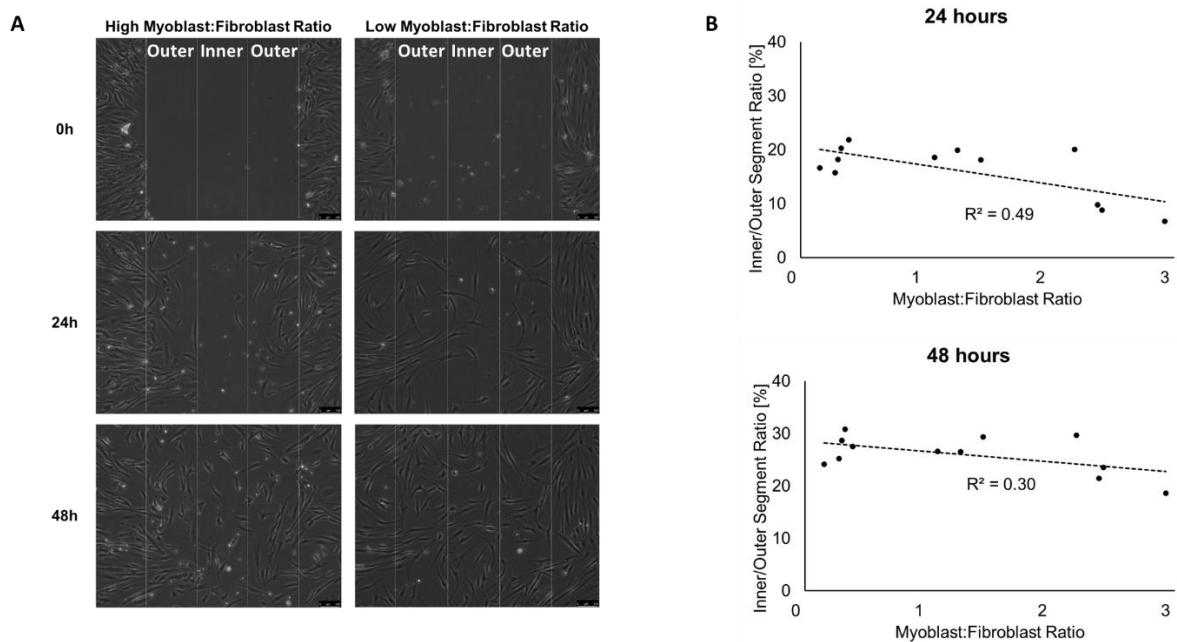 A
High Myoblast:Fibroblast Ratio
Low Myoblast:Fibroblast Ratio
Outer Inner Outer
Outer Inner Outer
0h
24h
48h
B
24 hours
Inner/Outer Segment Ratio [%]
40
30
20
10
0
R² = 0.49
0 1 2 3
Myoblast:Fibroblast Ratio
48 hours
Inner/Outer Segment Ratio [%]
40
30
20
10
0
R² = 0.30
0 1 2 3
Myoblast:Fibroblast Ratio